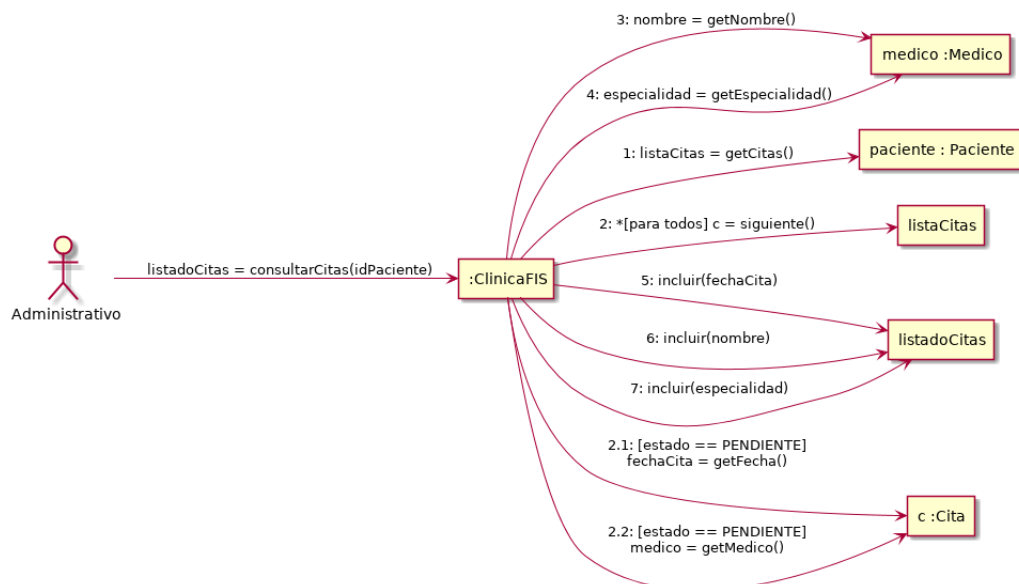 3: nombre = getNombre()
medico :Medico
4: especialidad = getEspecialidad()
1: listaCitas = getCitas()
paciente : Paciente
2: *[para todos] c = siguiente()
listaCitas
listadoCitas = consultarCitas(idPaciente)
:ClinicaFIS
Administrativo
5: incluir(fechaCita)
6: incluir(nombre)
listadoCitas
7: incluir(especialidad)
2.1: [estado == PENDIENTE]
fechaCita = getFecha()
c :Cita
2.2: [estado == PENDIENTE]
medico = getMedico()